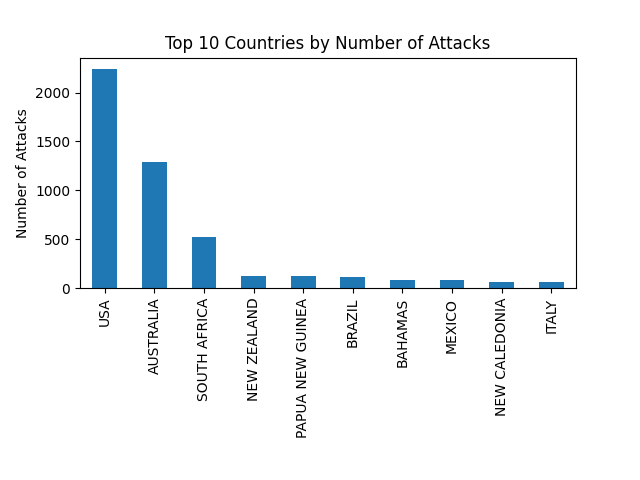 Top 10 Countries by Number of Attacks
Number of Attacks
2000
1500
1000
500
0
USA
AUSTRALIA
SOUTH AFRICA
NEW ZEALAND
PAPUA NEW GUINEA
BRAZIL
BAHAMAS
MEXICO
NEW CALEDONIA
ITALY